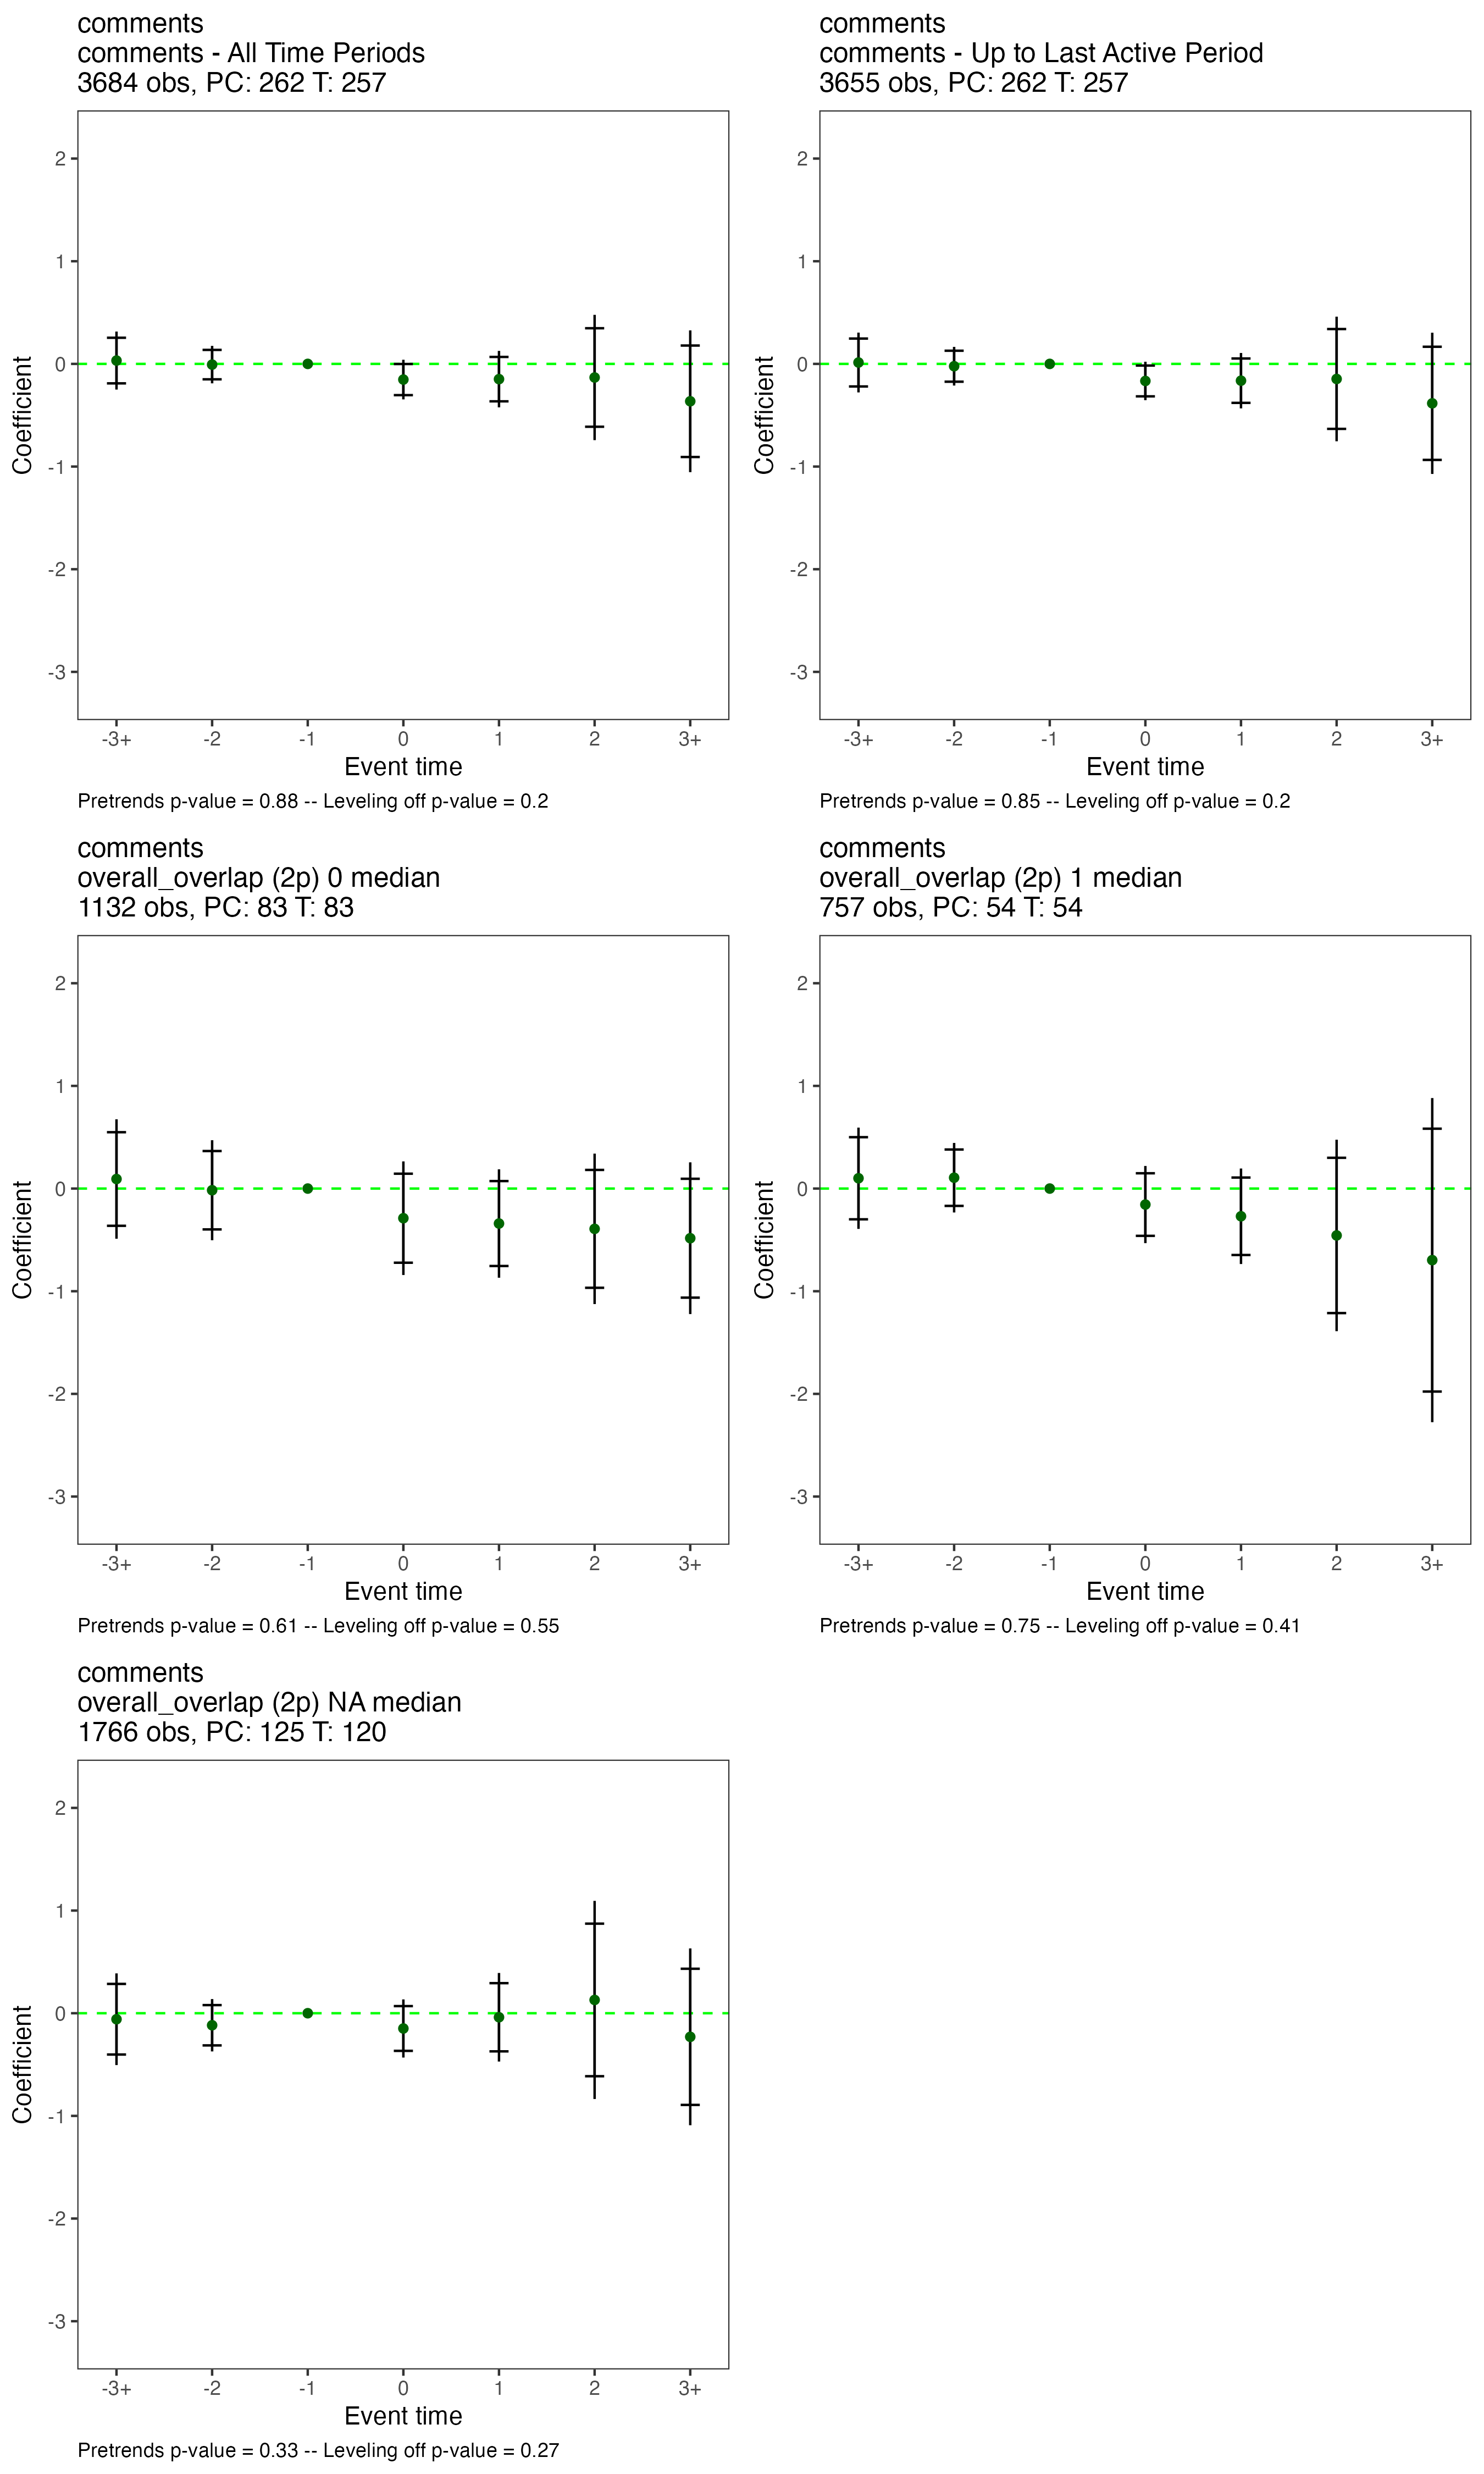 comments
comments - All Time Periods
3684 obs, PC: 262 T: 257
2
1
0
-1
-2
-3
Coefficient
-3+ -2 -1 0 1 2 3+
Event time
Pretrends p-value = 0.88 -- Leveling off p-value = 0.2
comments
comments - Up to Last Active Period
3655 obs, PC: 262 T: 257
2
1
0
-1
-2
-3
Coefficient
-3+ -2 -1 0 1 2 3+
Event time
Pretrends p-value = 0.85 -- Leveling off p-value = 0.2
comments
overall_overlap (2p) 0 median
1132 obs, PC: 83 T: 83
2
1
0
-1
-2
-3
Coefficient
-3+ -2 -1 0 1 2 3+
Event time
Pretrends p-value = 0.61 -- Leveling off p-value = 0.55
comments
overall_overlap (2p) 1 median
757 obs, PC: 54 T: 54
2
1
0
-1
-2
-3
Coefficient
-3+ -2 -1 0 1 2 3+
Event time
Pretrends p-value = 0.75 -- Leveling off p-value = 0.41
comments
overall_overlap (2p) NA median
1766 obs, PC: 125 T: 120
2
1
0
-1
-2
-3
Coefficient
-3+ -2 -1 0 1 2 3+
Event time
Pretrends p-value = 0.33 -- Leveling off p-value = 0.27